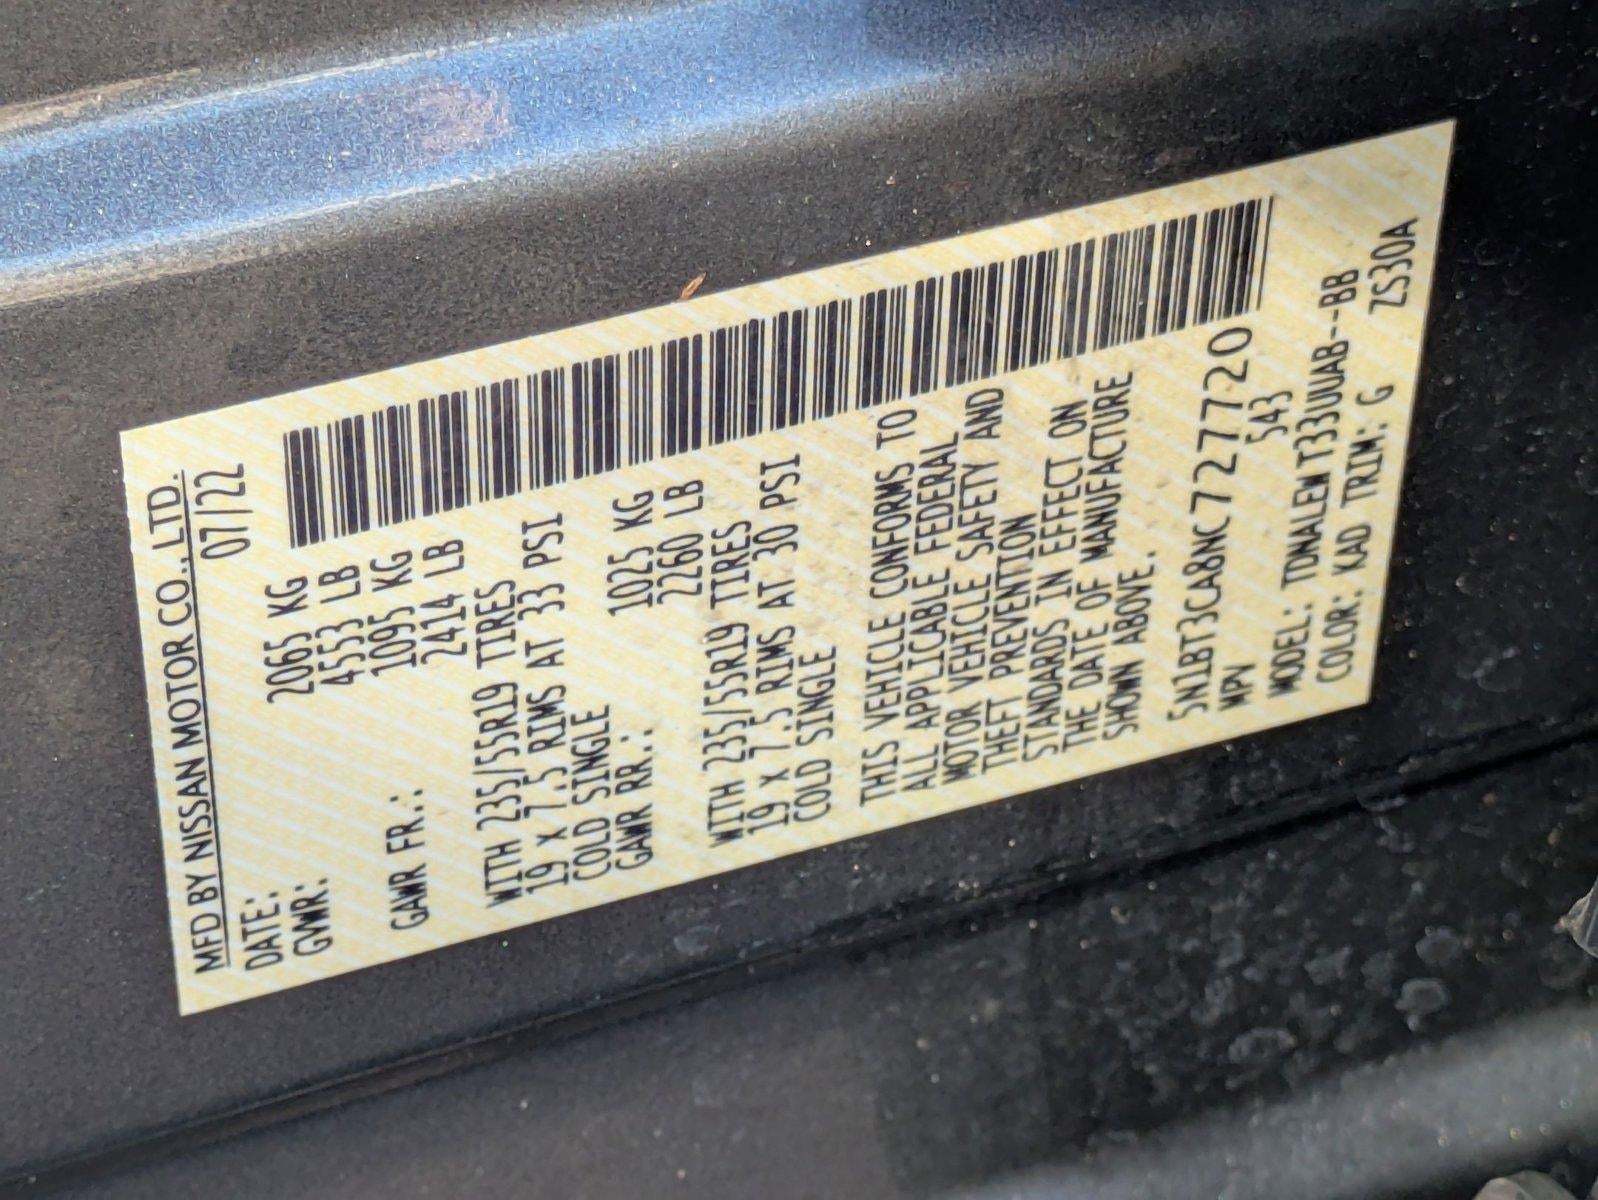 MFD BY NISSAN MOTOR CO., LTD.
DATE: 07/22
GVWR: 2065 KG
4553 LB
GAWR FR.: 1095 KG
2414 LB
WITH 235/55R19 TIRES
19 x 7.5 RIMS AT 33 PSI
COLD SINGLE
GAWR RR.: 1025 KG
2260 LB
WITH 235/55R19 TIRES
19 x 7.5 RIMS AT 30 PSI
COLD SINGLE
THIS VEHICLE CONFORMS TO
ALL APPLICABLE FEDERAL
MOTOR VEHICLE SAFETY AND
THEFT PREVENTION
STANDARDS IN EFFECT ON
THE DATE OF MANUFACTURE
SHOWN ABOVE.
5N1BT3CA8NC727720
MPV 543
MODEL: TDNALEW T33UUAB--BB
COLOR: KAD TRIM: G ZS30A